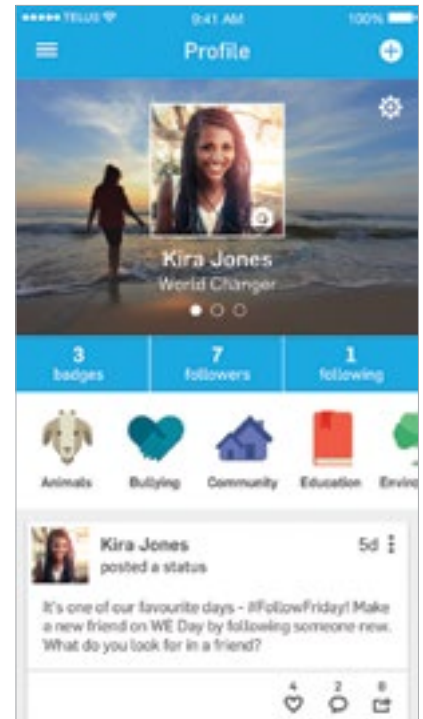 TELUS 9:41 AM 100%
Profile
Kira Jones
World Changer
3 7 1
badges followers following
Animals Bullying Community Education Enviro
Kira Jones 5d
posted a status
It's one of our favourite days - #FollowFriday! Make
a new friend on WE Day by following someone new.
What do you look for in a friend?
4 2 8